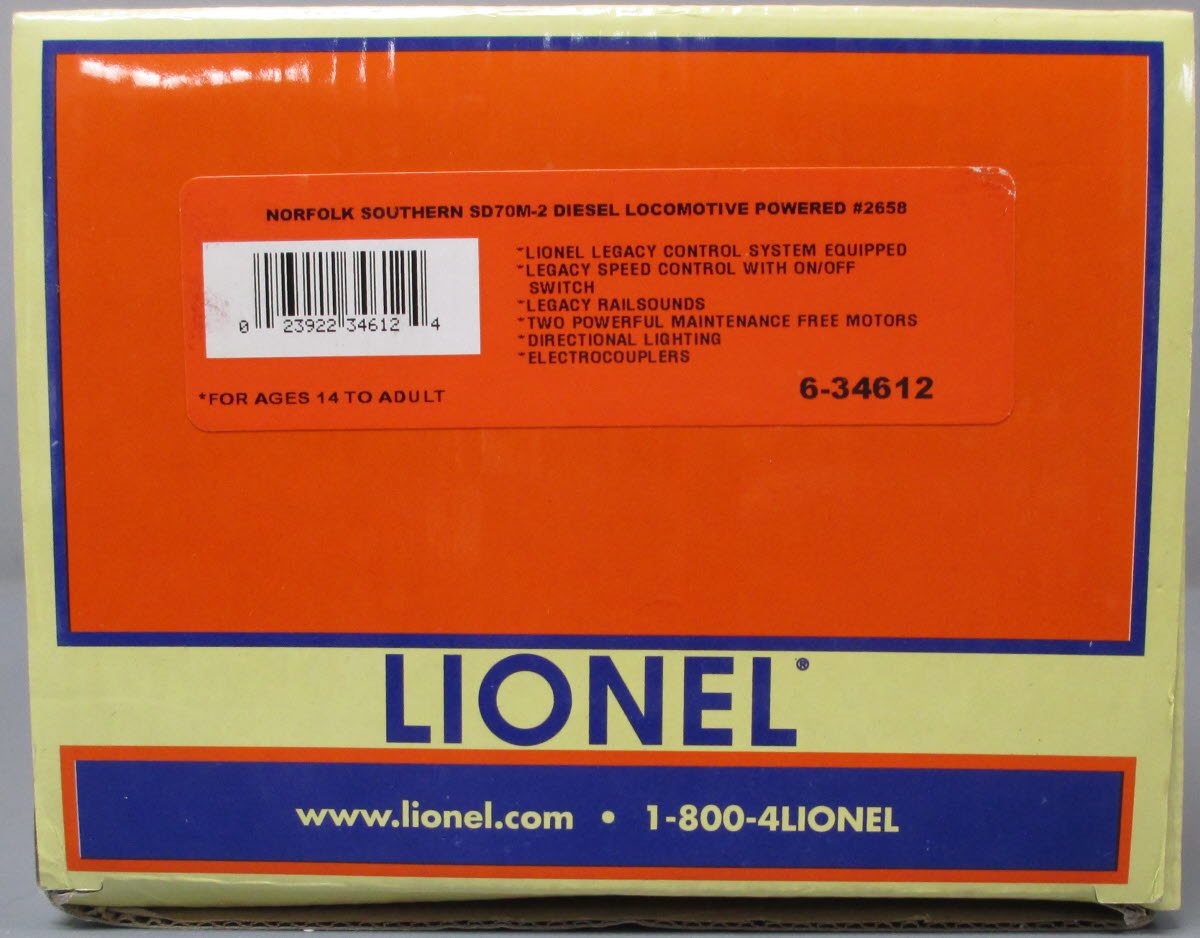 NORFOLK SOUTHERN SD70M-2 DIESEL LOCOMOTIVE POWERED #2658
*LIONEL LEGACY CONTROL SYSTEM EQUIPPED
*LEGACY SPEED CONTROL WITH ON/OFF
SWITCH
*LEGACY RAILSOUNDS
*TWO POWERFUL MAINTENANCE FREE MOTORS
*DIRECTIONAL LIGHTING
*ELECTROCOUPLERS
0 23922 34612 4
*FOR AGES 14 TO ADULT
6-34612
LIONEL®
www.lionel.com • 1-800-4LIONEL